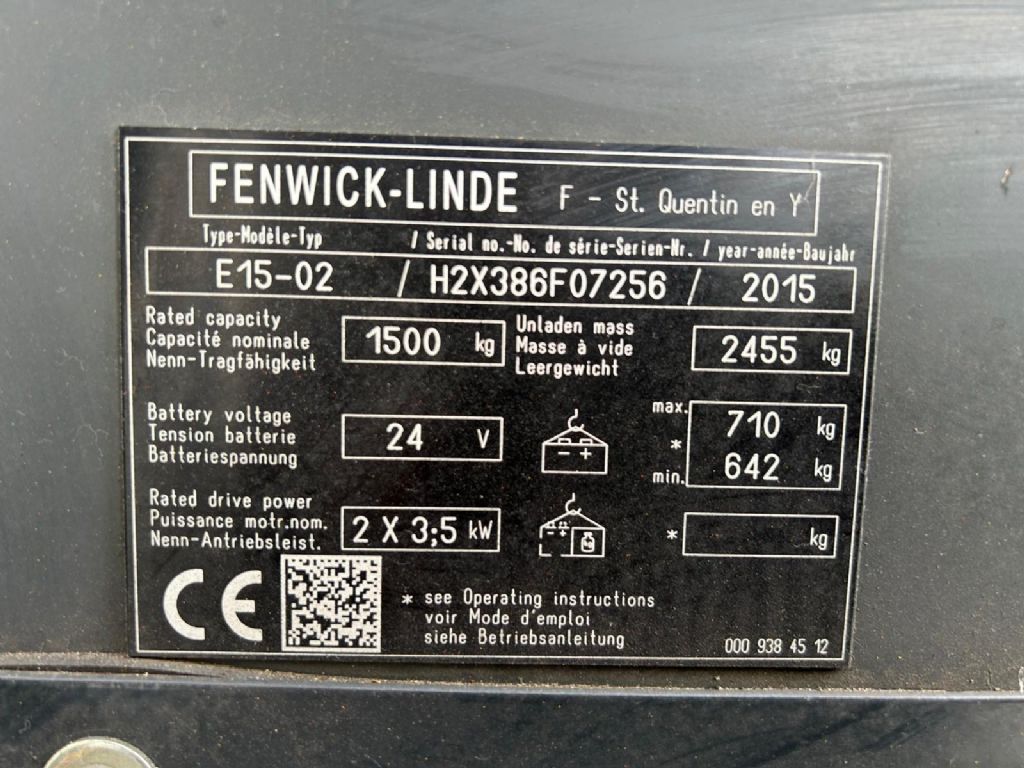 FENWICK-LINDE F - St. Quentin en Y
Type-Modèle-Typ / Serial no.-No. de série-Serien-Nr. / year-année-Baujahr
E15-02 / H2X386F07256 / 2015
Rated capacity
Capacité nominale
Nenn-Tragfähigkeit
1500 kg
Unladen mass
Masse à vide
Leergewicht
2455 kg
Battery voltage
Tension batterie
Batteriespannung
24 V
max. 710 kg
*
min. 642 kg
Rated drive power
Puissance motr.nom.
Nenn-Antriebsleist.
2 X 3;5 kW
* kg
CE
* see Operating instructions
voir Mode d'emploi
siehe Betriebsanleitung
000 938 45 12